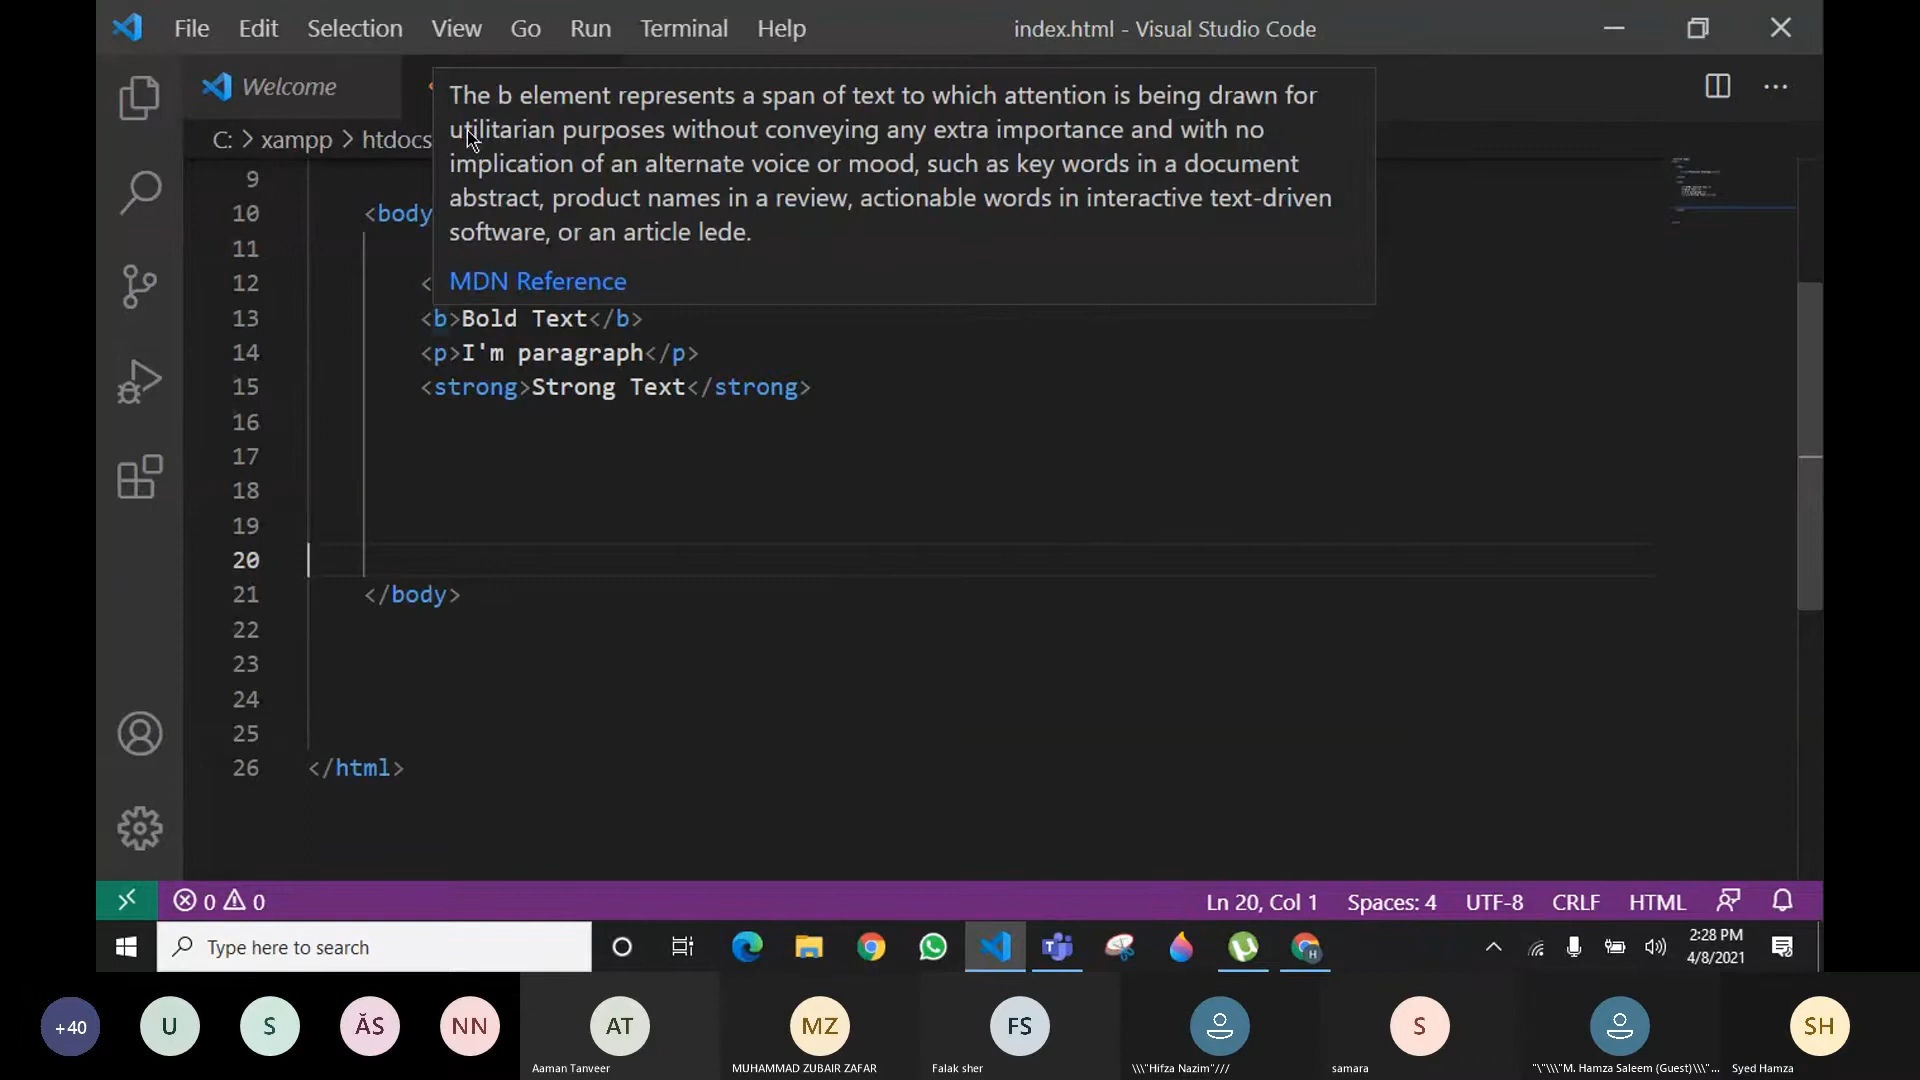 File Edit Selection View Go Run Terminal Help index.html - Visual Studio Code
Welcome
The b element represents a span of text to which attention is being drawn for
utilitarian purposes without conveying any extra importance and with no
implication of an alternate voice or mood, such as key words in a document
abstract, product names in a review, actionable words in interactive text-driven
software, or an article lede.
MDN Reference
C: > xampp > htdocs
9
10 <body
11
12 <
13 <b>Bold Text</b>
14 <p>I'm paragraph</p>
15 <strong>Strong Text</strong>
16
17
18
19
20
21 </body>
22
23
24
25
26 </html>
0 0 Ln 20, Col 1 Spaces: 4 UTF-8 CRLF HTML
Type here to search
2:28 PM
4/8/2021
+40 U S ĂS NN AT MZ FS S SH
Aaman Tanveer MUHAMMAD ZUBAIR ZAFAR Falak sher \\\"Hifza Nazim"/// samara "\"\\\"M. Hamza Saleem (Guest)\\\"... Syed Hamza